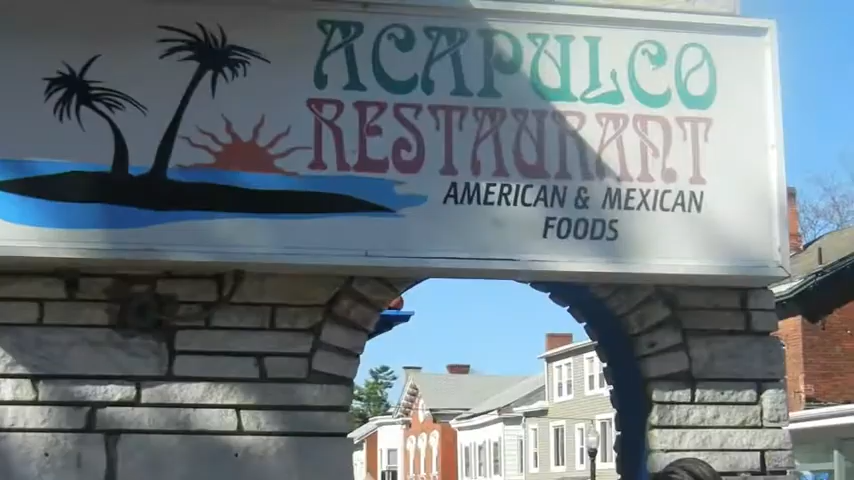 ACAPULCO
RESTAURANT
AMERICAN & MEXICAN
FOODS